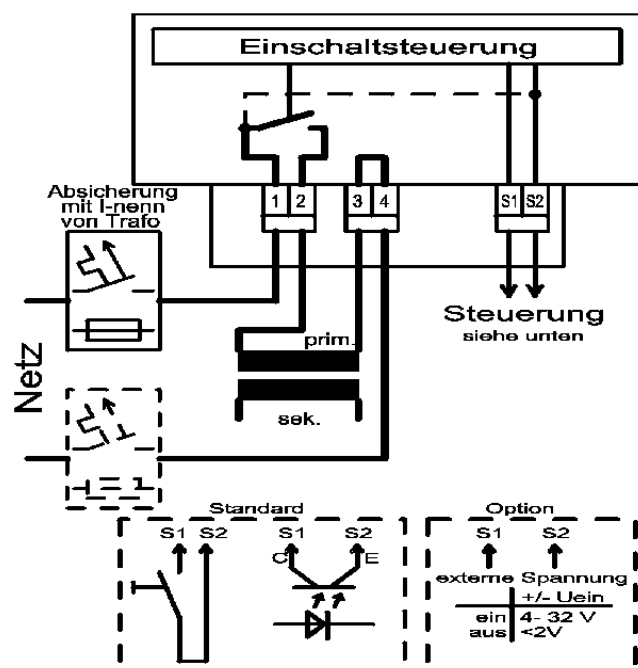 Einschaltsteuerung
Absicherung
mit I-nenn
von Trafo
1 2 3 4 S1 S2
Steuerung
siehe unten
prim.
sek.
Netz
Standard
S1 S2 S1 S2
C E
Option
S1 S2
externe Spannung
+/- Uein
ein 4- 32 V
aus <2V